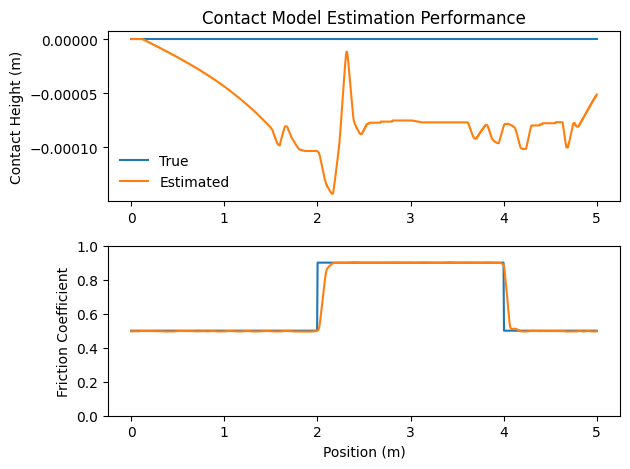 Contact Model Estimation Performance
Contact Height (m)
0.00000
−0.00005
−0.00010
True
Estimated
0 1 2 3 4 5
Friction Coefficient
1.0
0.8
0.6
0.4
0.2
0.0
0 1 2 3 4 5
Position (m)